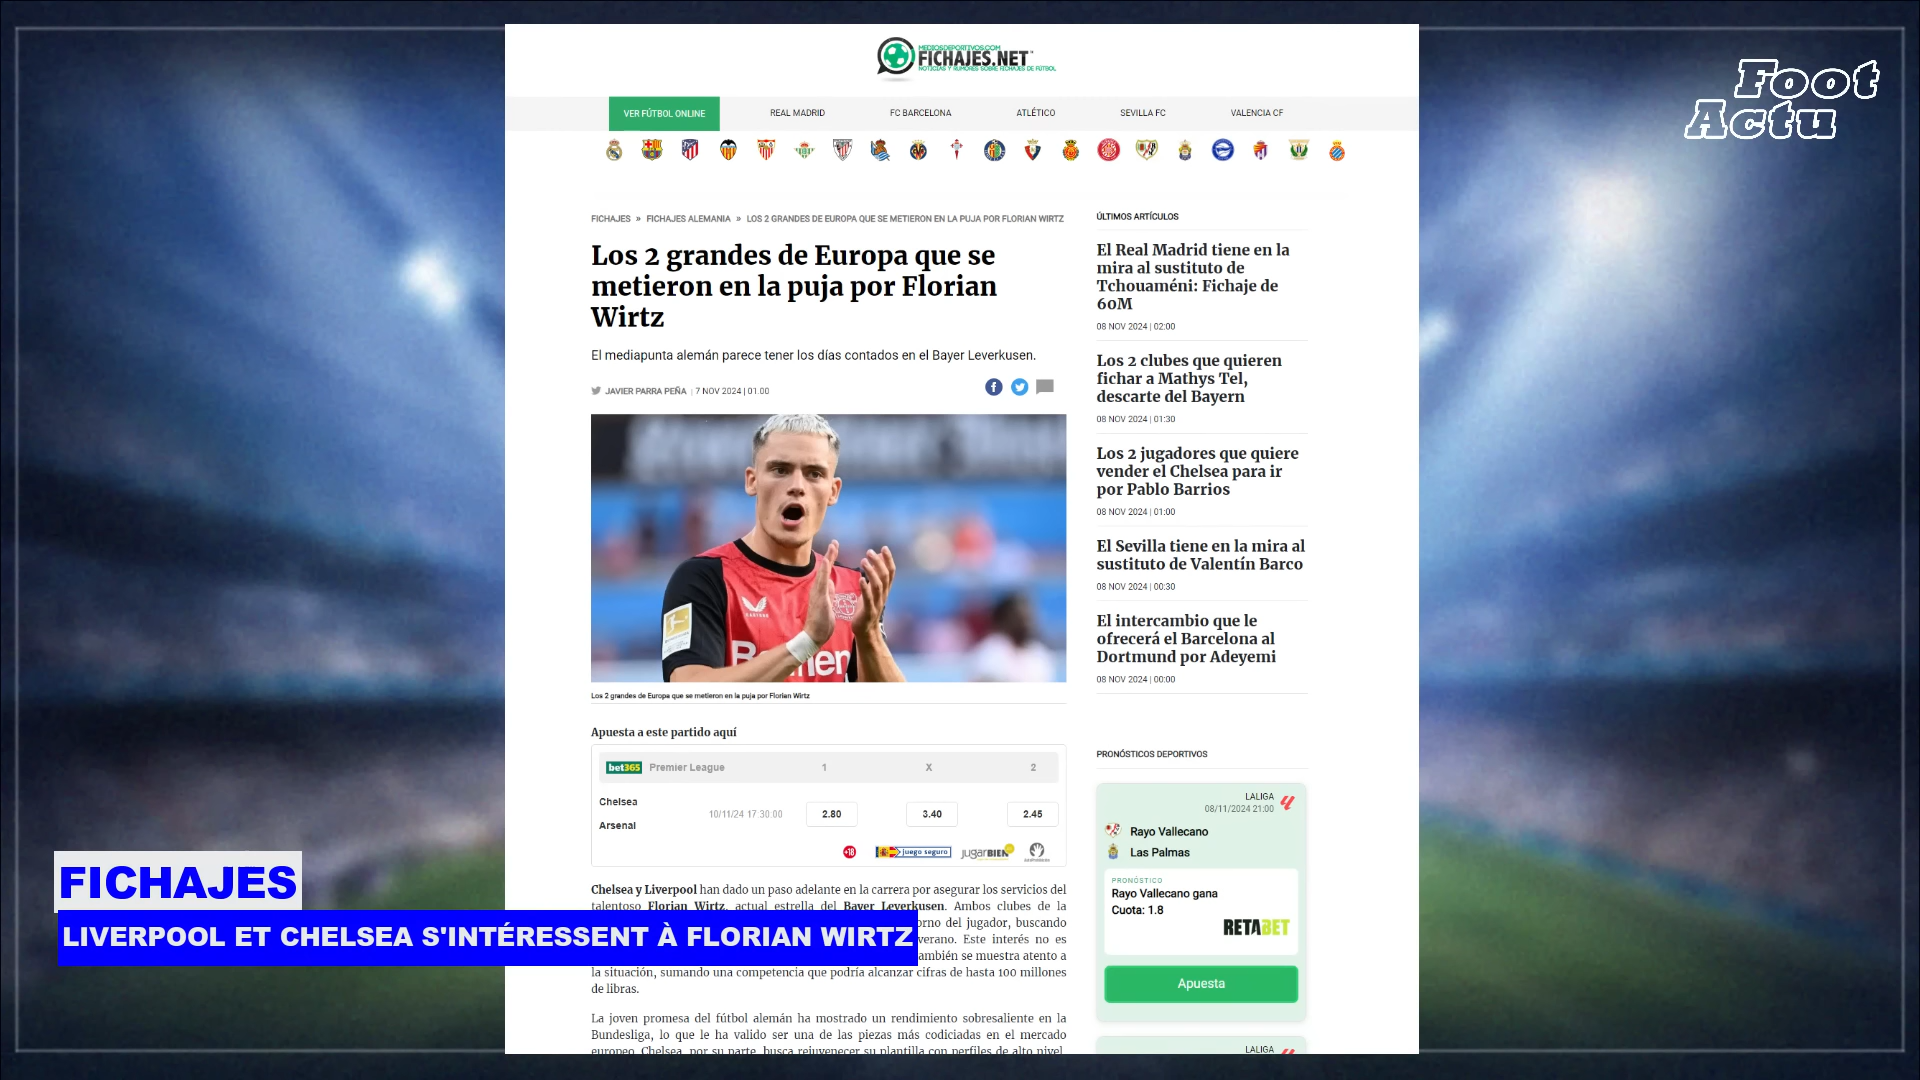 MEDIOSDEPORTIVOS.COM
FICHAJES.NET
NOTICIAS Y RUMORES SOBRE FICHAJES DE FÚTBOL
Foot
Actu
VER FÚTBOL ONLINE
REAL MADRID
FC BARCELONA
ATLÉTICO
SEVILLA FC
VALENCIA CF
FICHAJES » FICHAJES ALEMANIA » LOS 2 GRANDES DE EUROPA QUE SE METIERON EN LA PUJA POR FLORIAN WIRTZ
Los 2 grandes de Europa que se
metieron en la puja por Florian
Wirtz
El mediapunta alemán parece tener los días contados en el Bayer Leverkusen.
JAVIER PARRA PEÑA | 7 NOV 2024 | 01:00
Los 2 grandes de Europa que se metieron en la puja por Florian Wirtz
Apuesta a este partido aquí
bet365 Premier League 1 X 2
Chelsea
10/11/24 17:30:00 2.80 3.40 2.45
Arsenal
+18 juego seguro jugarBIEN
Chelsea y Liverpool han dado un paso adelante en la carrera por asegurar los servicios del
talentoso Florian Wirtz, actual estrella del Bayer Leverkusen. Ambos clubes de la
orno del jugador, buscando
verano. Este interés no es
ambién se muestra atento a
la situación, sumando una competencia que podría alcanzar cifras de hasta 100 millones
de libras.
La joven promesa del fútbol alemán ha mostrado un rendimiento sobresaliente en la
Bundesliga, lo que le ha valido ser una de las piezas más codiciadas en el mercado
europeo. Chelsea, por su parte, busca rejuvenecer su plantilla con perfiles de alto nivel,
ÚLTIMOS ARTÍCULOS
El Real Madrid tiene en la
mira al sustituto de
Tchouaméni: Fichaje de
60M
08 NOV 2024 | 02:00
Los 2 clubes que quieren
fichar a Mathys Tel,
descarte del Bayern
08 NOV 2024 | 01:30
Los 2 jugadores que quiere
vender el Chelsea para ir
por Pablo Barrios
08 NOV 2024 | 01:00
El Sevilla tiene en la mira al
sustituto de Valentín Barco
08 NOV 2024 | 00:30
El intercambio que le
ofrecerá el Barcelona al
Dortmund por Adeyemi
08 NOV 2024 | 00:00
PRONÓSTICOS DEPORTIVOS
LALIGA
08/11/2024 21:00
Rayo Vallecano
Las Palmas
PRONÓSTICO
Rayo Vallecano gana
Cuota: 1.8
RETABET
Apuesta
LALIGA
FICHAJES
LIVERPOOL ET CHELSEA S'INTÉRESSENT À FLORIAN WIRTZ